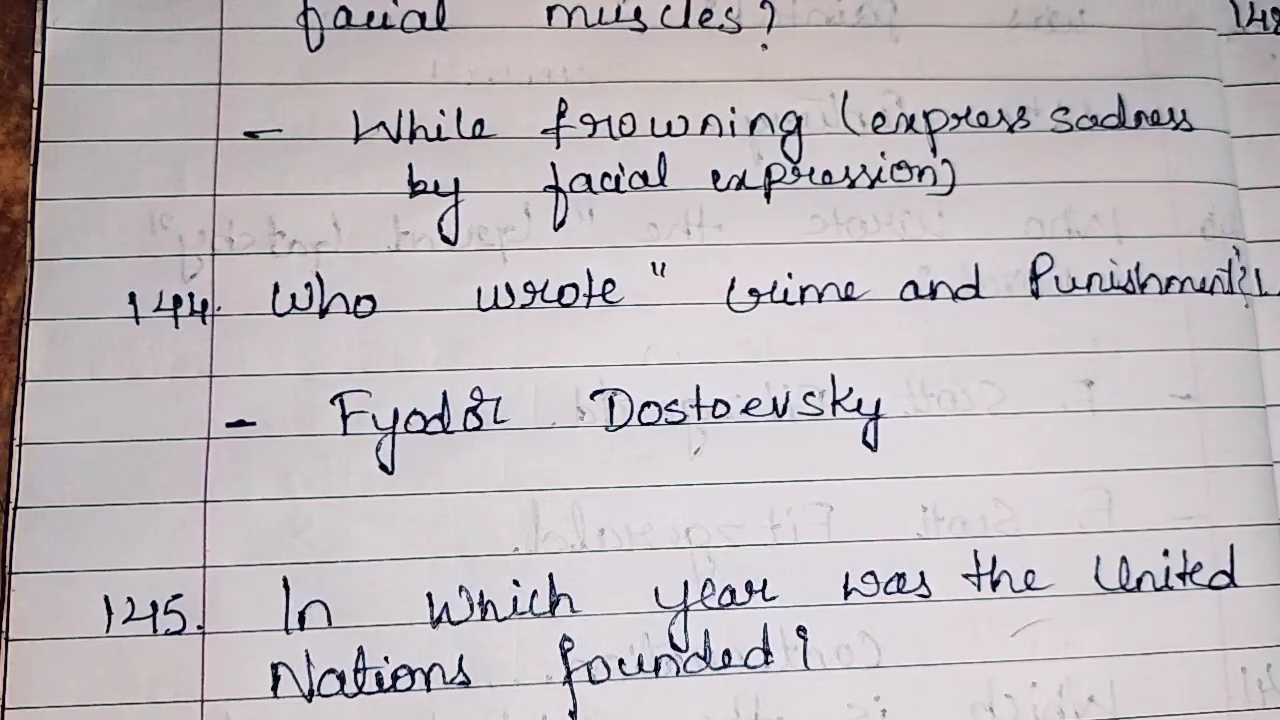 facial muscles?
148
- While frowning (express sadness
by facial expression)
144. Who wrote "Crime and Punishment"?
- Fyodor Dostoevsky
145. In which year was the United
Nations founded?